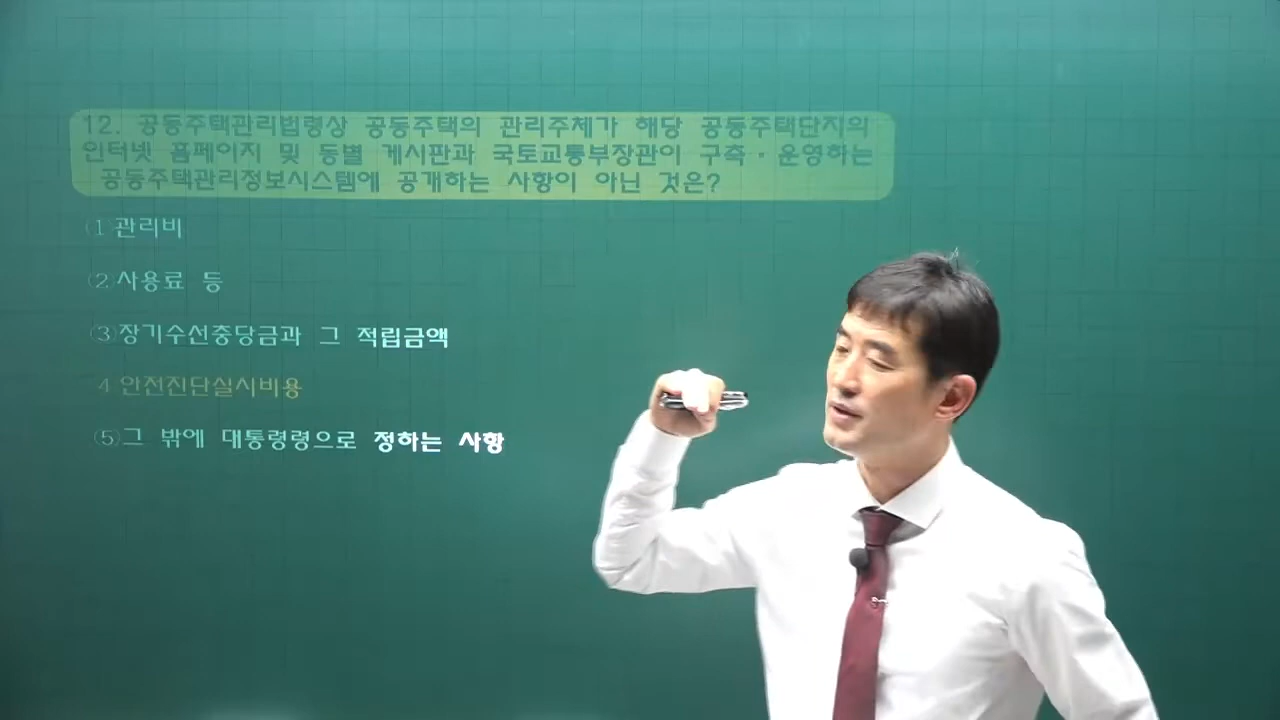 12. 공동주택관리법령상 공동주택의 관리주체가 해당 공동주택단지의
인터넷 홈페이지 및 동별 게시판과 국토교통부장관이 구축·운영하는
공동주택관리정보시스템에 공개하는 사항이 아닌 것은?
(1)관리비
(2)사용료 등
(3)장기수선충당금과 그 적립금액
4 안전진단실시비용
(5)그 밖에 대통령령으로 정하는 사항